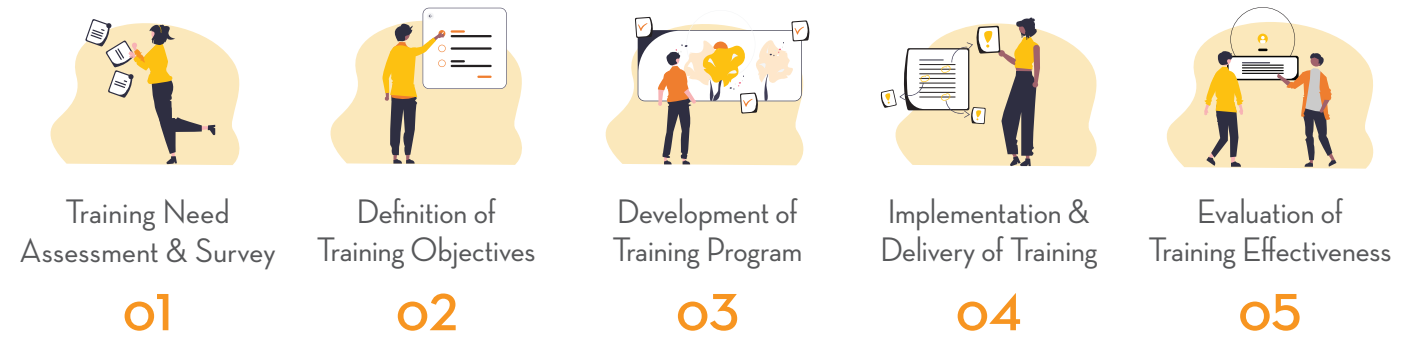 Training Need
Assessment & Survey
01
Definition of
Training Objectives
02
Development of
Training Program
03
Implementation &
Delivery of Training
04
Evaluation of
Training Effectiveness
05